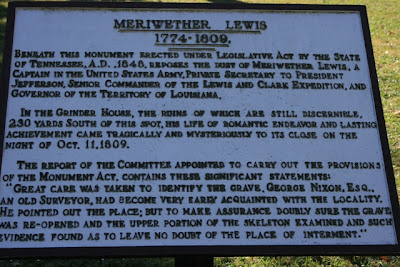 MERIWETHER LEWIS
1774-1809.
BENEATH THIS MONUMENT ERECTED UNDER LEGISLATIVE ACT BY THE STATE
OF TENNESSEE, A.D. 1848, REPOSES THE DUST OF MERIWETHER LEWIS, A
CAPTAIN IN THE UNITED STATES ARMY, PRIVATE SECRETARY TO PRESIDENT
JEFFERSON, SENIOR COMMANDER OF THE LEWIS AND CLARK EXPEDITION, AND
GOVERNOR OF THE TERRITORY OF LOUISIANA.
IN THE GRINDER HOUSE, THE RUINS OF WHICH ARE STILL DISCERNIBLE,
230 YARDS SOUTH OF THIS SPOT, HIS LIFE OF ROMANTIC ENDEAVOR AND LASTING
ACHIEVEMENT CAME TRAGICALLY AND MYSTERIOUSLY TO ITS CLOSE ON THE
NIGHT OF OCT. 11, 1809.
THE REPORT OF THE COMMITTEE APPOINTED TO CARRY OUT THE PROVISIONS
OF THE MONUMENT ACT, CONTAINS THESE SIGNIFICANT STATEMENTS:
"GREAT CARE WAS TAKEN TO IDENTIFY THE GRAVE. GEORGE NIXON, ESQ.,
AN OLD SURVEYOR, HAD BECOME VERY EARLY ACQUAINTED WITH THE LOCALITY.
HE POINTED OUT THE PLACE; BUT TO MAKE ASSURANCE DOUBLY SURE THE GRAVE
WAS RE-OPENED AND THE UPPER PORTION OF THE SKELETON EXAMINED AND SUCH
EVIDENCE FOUND AS TO LEAVE NO DOUBT OF THE PLACE OF INTERMENT."